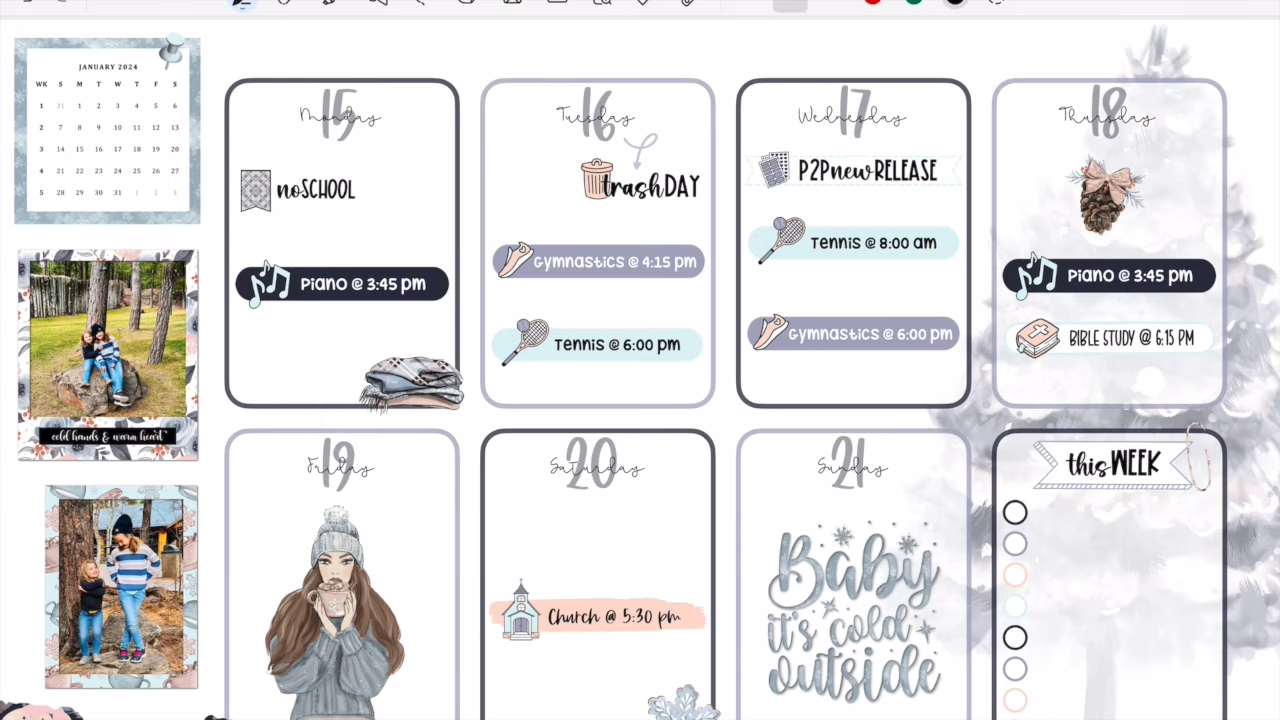 JANUARY 2024
WK S M T W T F S
1 31 1 2 3 4 5 6
2 7 8 9 10 11 12 13
3 14 15 16 17 18 19 20
4 21 22 23 24 25 26 27
5 28 29 30 31 1 2 3
cold hands & warm heart
15
Monday
noSCHOOL
Piano @ 3:45 pm
16
Tuesday
trashDAY
Gymnastics @ 4:15 pm
Tennis @ 6:00 pm
17
Wednesday
P2PnewRELEASE
Tennis @ 8:00 am
Gymnastics @ 6:00 pm
18
Thursday
Piano @ 3:45 pm
BIBLE STUDY @ 6:15 PM
19
Friday
20
Saturday
Church @ 5:30 pm
21
Sunday
Baby
it's cold
outside
thisWEEK